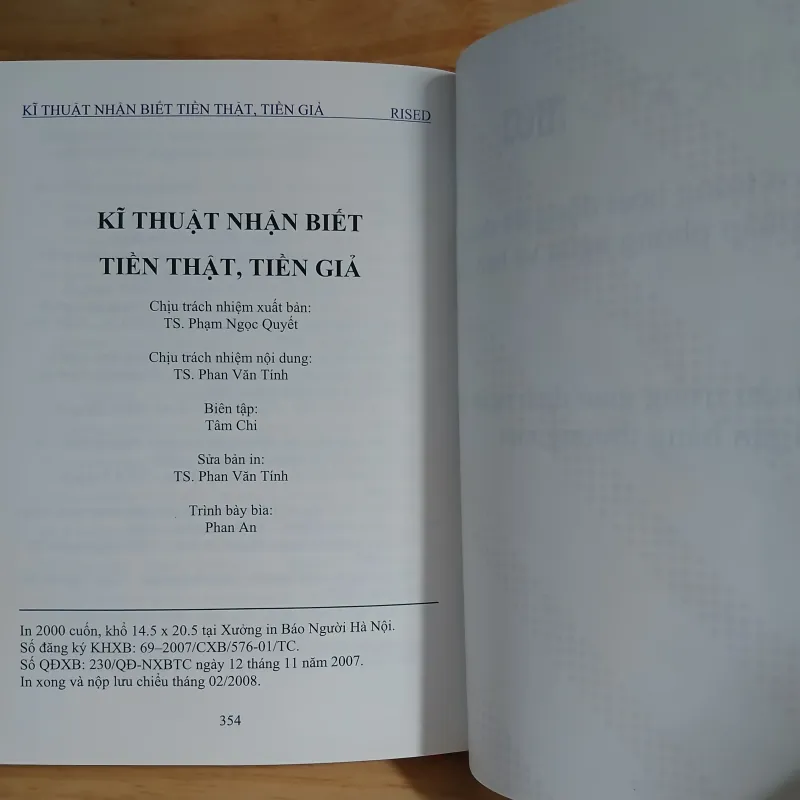 KĨ THUẬT NHẬN BIẾT TIỀN THẬT, TIỀN GIẢ RISED
KĨ THUẬT NHẬN BIẾT
TIỀN THẬT, TIỀN GIẢ
Chịu trách nhiệm xuất bản:
TS. Phạm Ngọc Quyết
Chịu trách nhiệm nội dung:
TS. Phan Văn Tính
Biên tập:
Tâm Chi
Sửa bản in:
TS. Phan Văn Tính
Trình bày bìa:
Phan An
In 2000 cuốn, khổ 14.5 x 20.5 tại Xưởng in Báo Người Hà Nội.
Số đăng ký KHXB: 69–2007/CXB/576-01/TC.
Số QĐXB: 230/QĐ-NXBTC ngày 12 tháng 11 năm 2007.
In xong và nộp lưu chiểu tháng 02/2008.
354